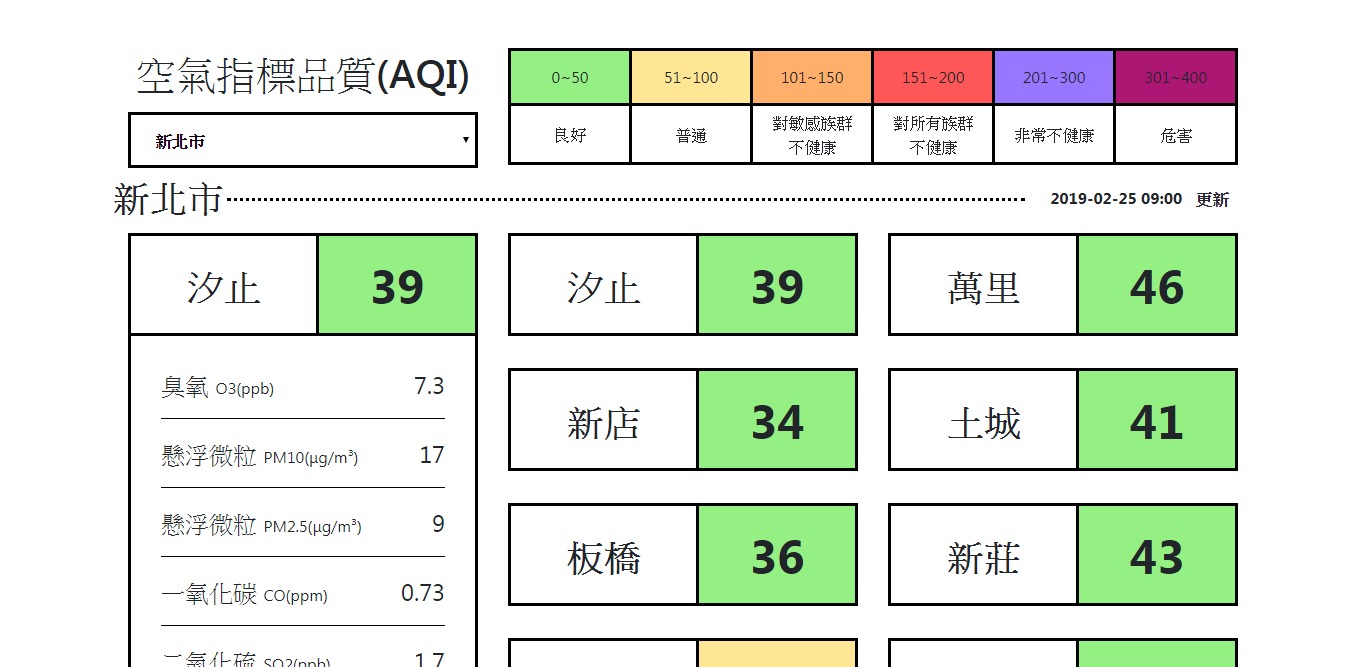 空氣指標品質(AQI)
新北市
0~50
51~100
101~150
151~200
201~300
301~400
良好
普通
對敏感族群
不健康
對所有族群
不健康
非常不健康
危害
新北市
2019-02-25 09:00 更新
汐止 39
臭氧 O3(ppb) 7.3
懸浮微粒 PM10(μg/m³) 17
懸浮微粒 PM2.5(μg/m³) 9
一氧化碳 CO(ppm) 0.73
二氧化硫 SO2(ppb) 1.7
汐止 39
萬里 46
新店 34
土城 41
板橋 36
新莊 43